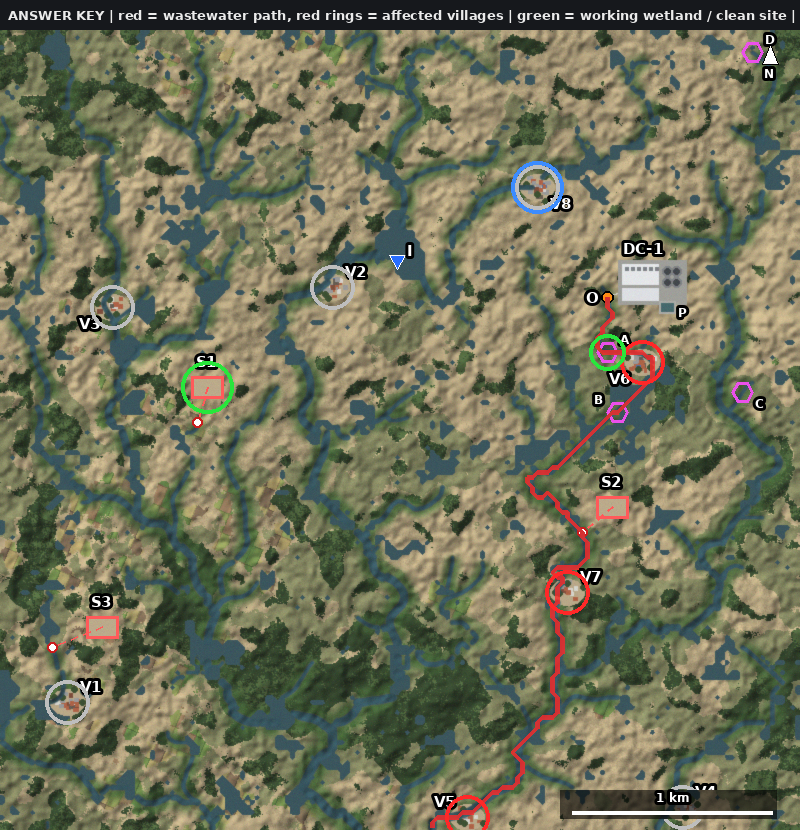 ANSWER KEY | red = wastewater path, red rings = affected villages | green = working wetland / clean site |
D
N
V8
I
DC-1
V2
O
P
V3
A
S1
V6
B
C
S2
V7
S3
V1
V4
V5
1 km